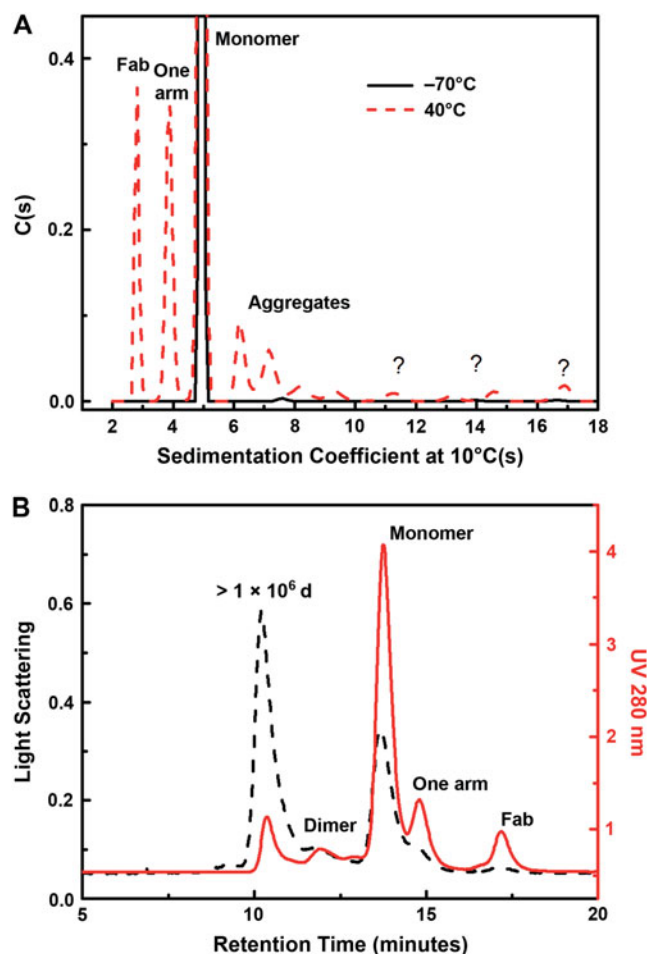 A
Fab
One
arm
Monomer
–70°C
40°C
Aggregates
? ? ?
C(s)
0.4
0.2
0.0
2 4 6 8 10 12 14 16 18
Sedimentation Coefficient at 10°C(s)
B
> 1 × 10⁶ d
Monomer
Dimer
One arm
Fab
Light Scattering
0.8
0.6
0.4
0.2
0.0
UV 280 nm
4
3
2
1
5 10 15 20
Retention Time (minutes)